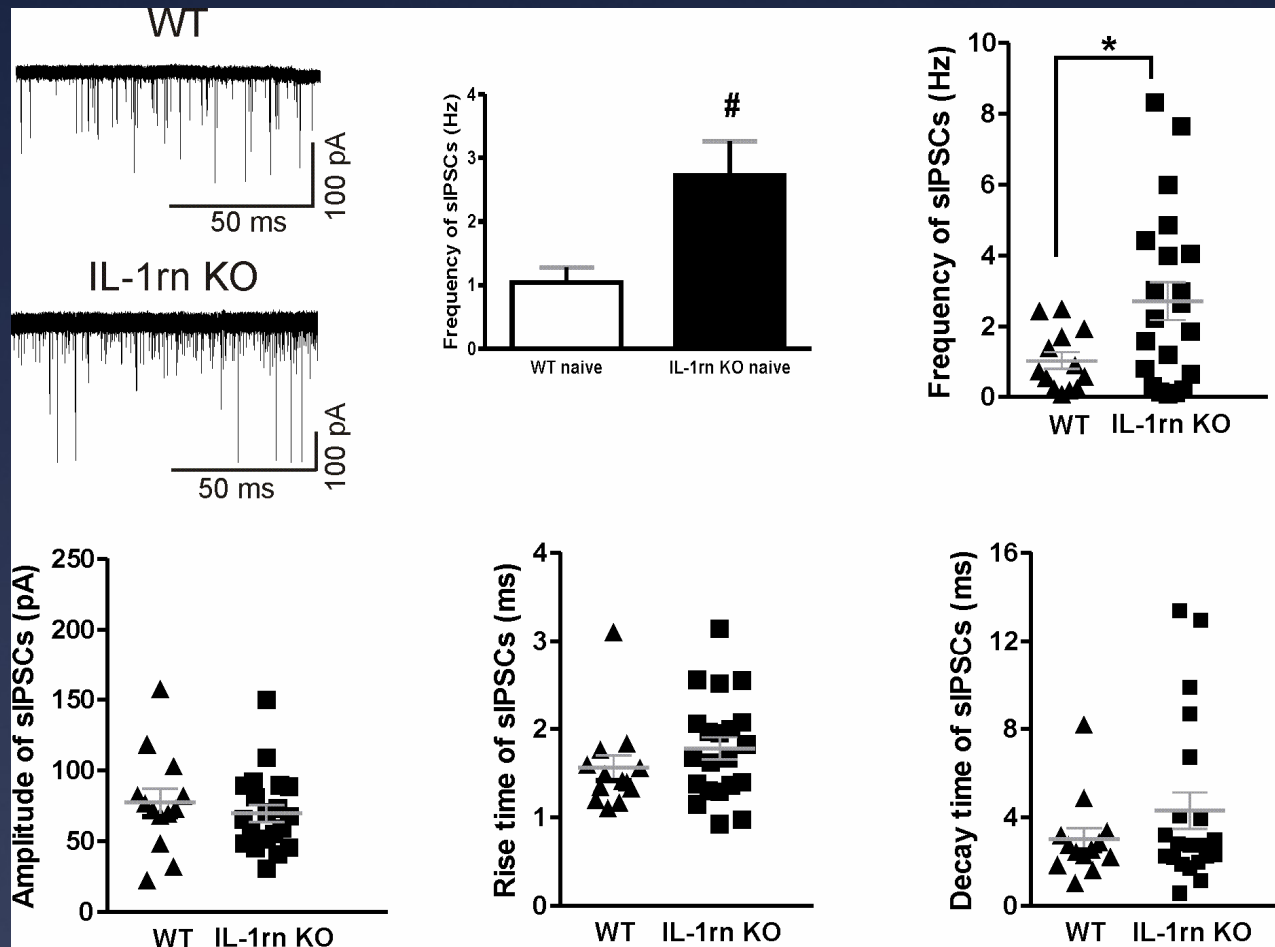 WT
100 pA
50 ms
IL-1rn KO
100 pA
50 ms
Frequency of sIPSCs (Hz)
4
3
2
1
0
#
WT naive
IL-1rn KO naive
Frequency of sIPSCs (Hz)
10
8
6
4
2
0
*
WT
IL-1rn KO
Amplitude of sIPSCs (pA)
250
200
150
100
50
0
WT
IL-1rn KO
Rise time of sIPSCs (ms)
4
3
2
1
0
WT
IL-1rn KO
Decay time of sIPSCs (ms)
16
12
8
4
0
WT
IL-1rn KO